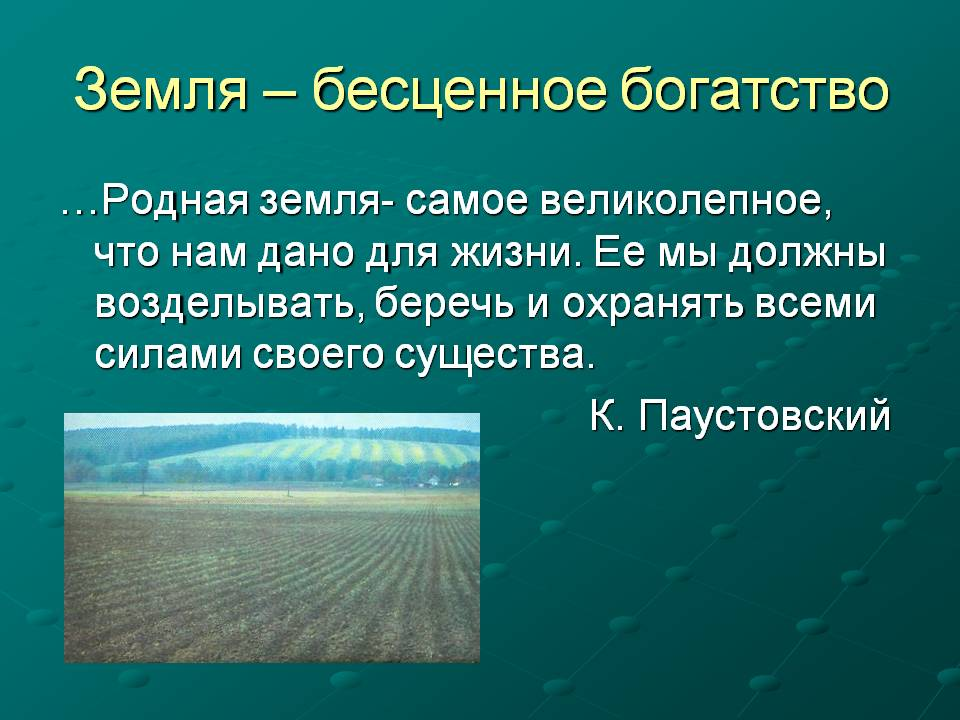 Земля – бесценное богатство
…Родная земля- самое великолепное,
что нам дано для жизни. Ее мы должны
возделывать, беречь и охранять всеми
силами своего существа.
К. Паустовский